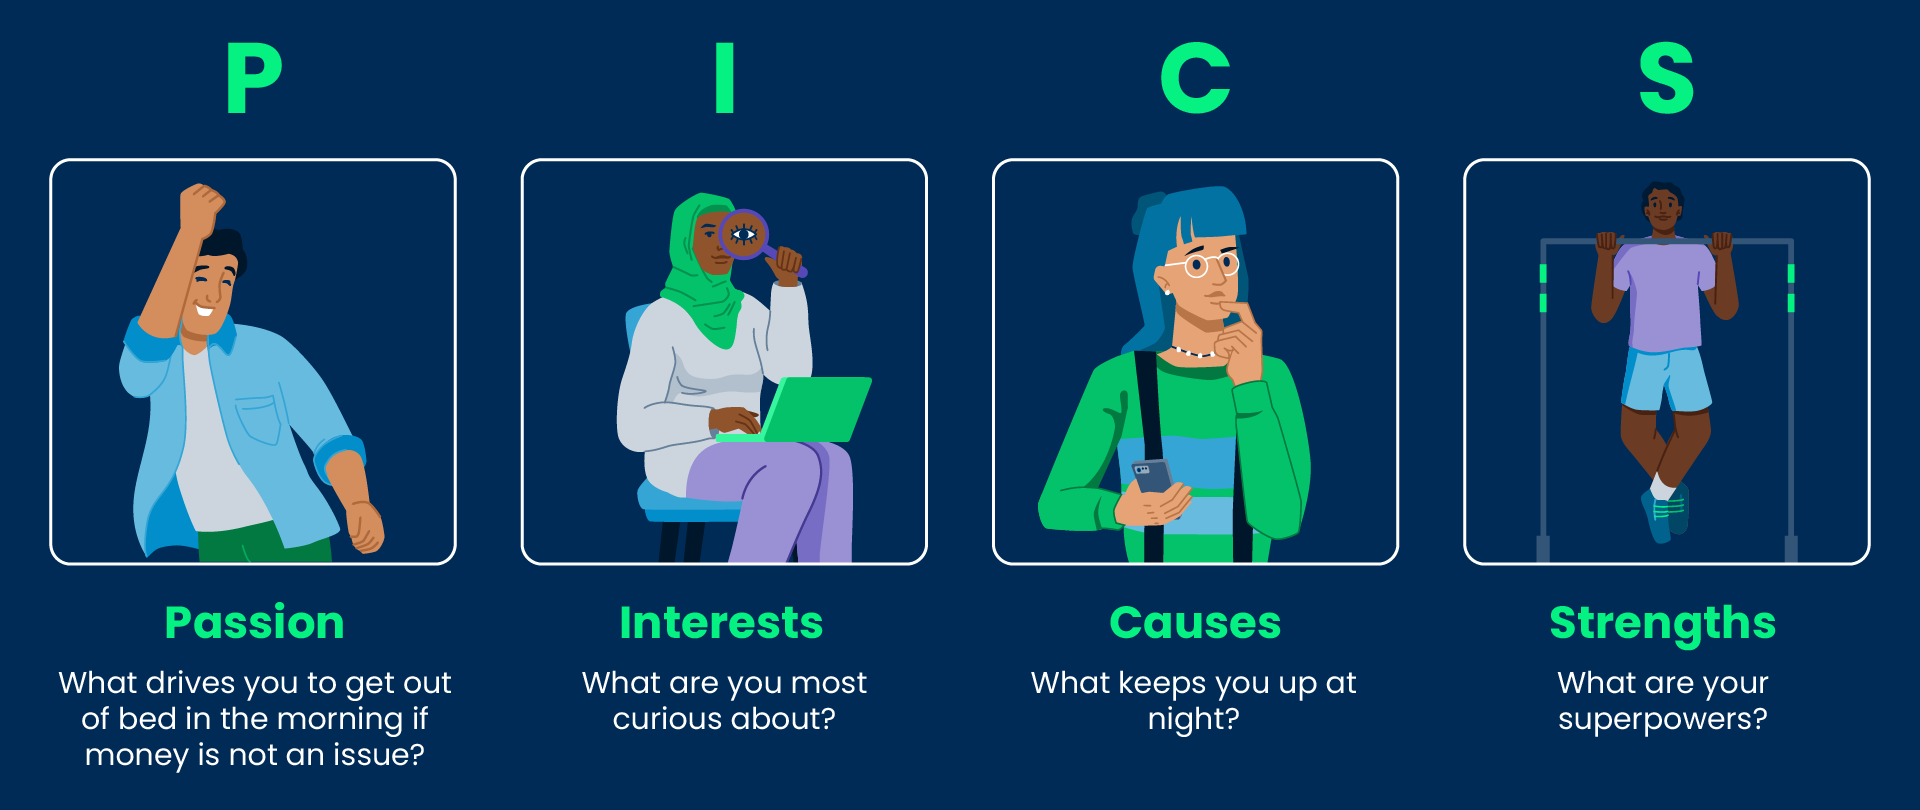 P
I
C
S
Passion
What drives you to get out
of bed in the morning if
money is not an issue?
Interests
What are you most
curious about?
Causes
What keeps you up at
night?
Strengths
What are your
superpowers?